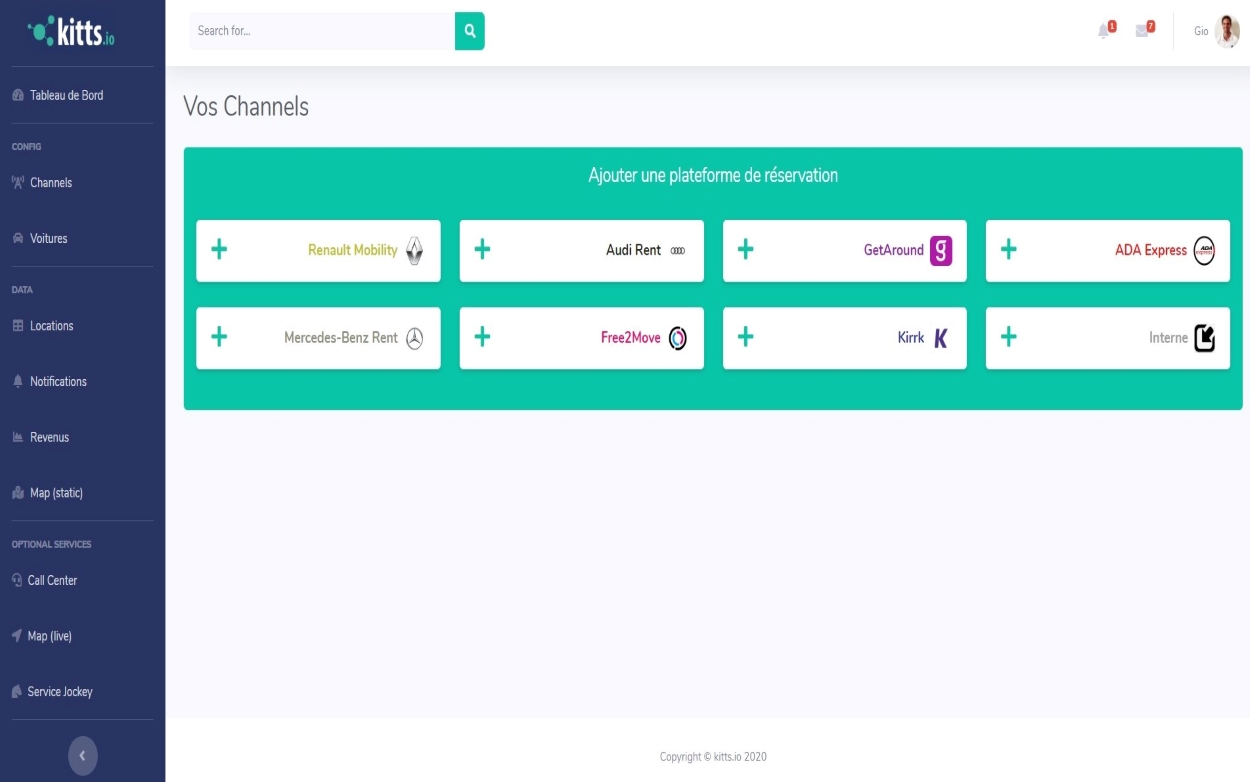 kitts.io
Search for...
1
7
Gio
Tableau de Bord
CONFIG
Channels
Voitures
DATA
Locations
Notifications
Revenus
Map (static)
OPTIONAL SERVICES
Call Center
Map (live)
Service Jockey
Vos Channels
Ajouter une plateforme de réservation
Renault Mobility
Audi Rent
GetAround
g
ADA Express
ADA
express
Mercedes-Benz Rent
Free2Move
Kirrk
K
Interne
Copyright © kitts.io 2020